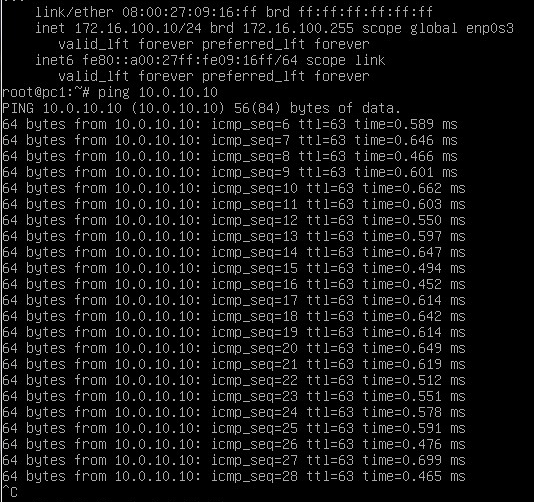 link/ether 08:00:27:09:16:ff brd ff:ff:ff:ff:ff:ff
inet 172.16.100.10/24 brd 172.16.100.255 scope global enp0s3
valid_lft forever preferred_lft forever
inet6 fe80::a00:27ff:fe09:16ff/64 scope link
valid_lft forever preferred_lft forever
root@pc1:~# ping 10.0.10.10
PING 10.0.10.10 (10.0.10.10) 56(84) bytes of data.
64 bytes from 10.0.10.10: icmp_seq=6 ttl=63 time=0.589 ms
64 bytes from 10.0.10.10: icmp_seq=7 ttl=63 time=0.646 ms
64 bytes from 10.0.10.10: icmp_seq=8 ttl=63 time=0.466 ms
64 bytes from 10.0.10.10: icmp_seq=9 ttl=63 time=0.601 ms
64 bytes from 10.0.10.10: icmp_seq=10 ttl=63 time=0.662 ms
64 bytes from 10.0.10.10: icmp_seq=11 ttl=63 time=0.603 ms
64 bytes from 10.0.10.10: icmp_seq=12 ttl=63 time=0.550 ms
64 bytes from 10.0.10.10: icmp_seq=13 ttl=63 time=0.597 ms
64 bytes from 10.0.10.10: icmp_seq=14 ttl=63 time=0.647 ms
64 bytes from 10.0.10.10: icmp_seq=15 ttl=63 time=0.494 ms
64 bytes from 10.0.10.10: icmp_seq=16 ttl=63 time=0.452 ms
64 bytes from 10.0.10.10: icmp_seq=17 ttl=63 time=0.614 ms
64 bytes from 10.0.10.10: icmp_seq=18 ttl=63 time=0.642 ms
64 bytes from 10.0.10.10: icmp_seq=19 ttl=63 time=0.614 ms
64 bytes from 10.0.10.10: icmp_seq=20 ttl=63 time=0.649 ms
64 bytes from 10.0.10.10: icmp_seq=21 ttl=63 time=0.619 ms
64 bytes from 10.0.10.10: icmp_seq=22 ttl=63 time=0.512 ms
64 bytes from 10.0.10.10: icmp_seq=23 ttl=63 time=0.551 ms
64 bytes from 10.0.10.10: icmp_seq=24 ttl=63 time=0.578 ms
64 bytes from 10.0.10.10: icmp_seq=25 ttl=63 time=0.591 ms
64 bytes from 10.0.10.10: icmp_seq=26 ttl=63 time=0.476 ms
64 bytes from 10.0.10.10: icmp_seq=27 ttl=63 time=0.699 ms
64 bytes from 10.0.10.10: icmp_seq=28 ttl=63 time=0.465 ms
^C